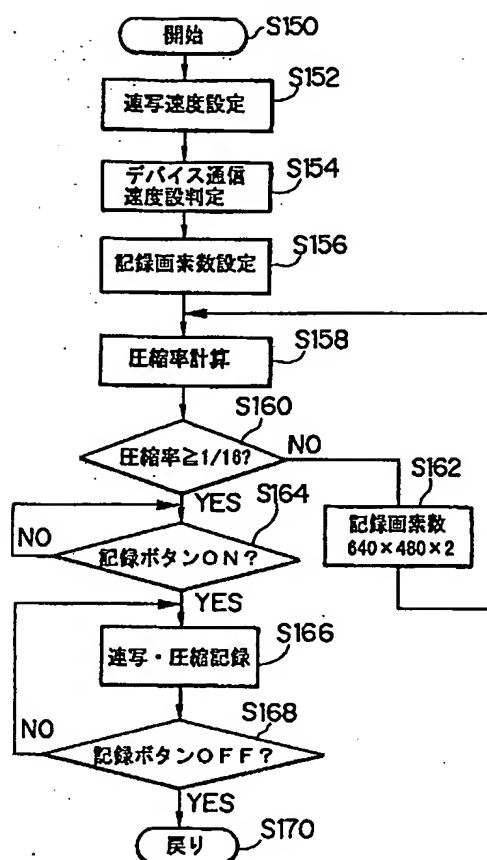 開始
S150
連写速度設定
S152
デバイス通信
速度設判定
S154
記録画素数設定
S156
圧縮率計算
S158
圧縮率≧1/16?
S160
NO
YES
S162
記録画素数
640×480×2
S164
NO
記録ボタンON?
YES
連写・圧縮記録
S166
NO
S168
記録ボタンOFF?
YES
戻り
S170